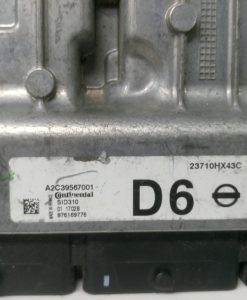 23710HX43C
A2C39567001
Continental
SID310
01 17028
876169776
D6